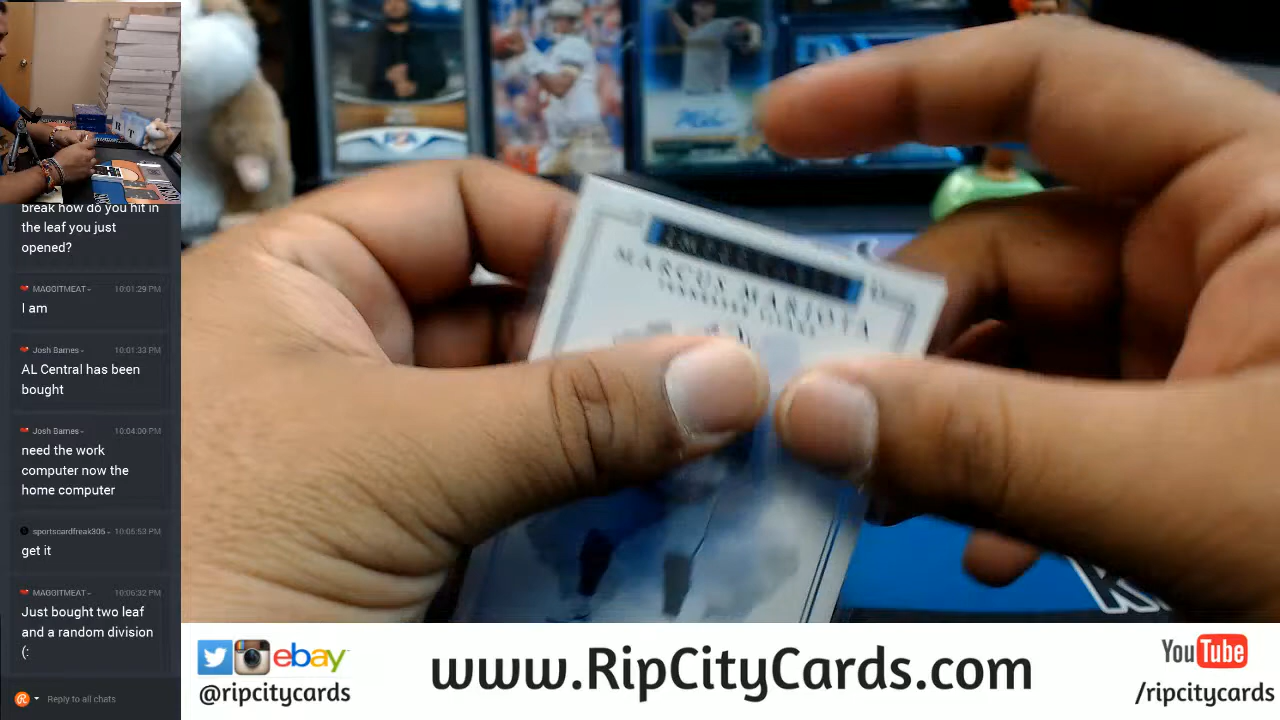 break how do you hit in
the leaf you just
opened?
MAGGITMEAT 10:01:29 PM
I am
Josh Barnes 10:01:33 PM
AL Central has been
bought
Josh Barnes 10:04:00 PM
need the work
computer now the
home computer
sportscardfreak305 10:05:53 PM
get it
MAGGITMEAT 10:06:32 PM
Just bought two leaf
and a random division
(:
Reply to all chats
MARCUS MARIOTA
TENNESSEE TITANS
ebay
@ripcitycards
www.RipCityCards.com
YouTube
/ripcitycards